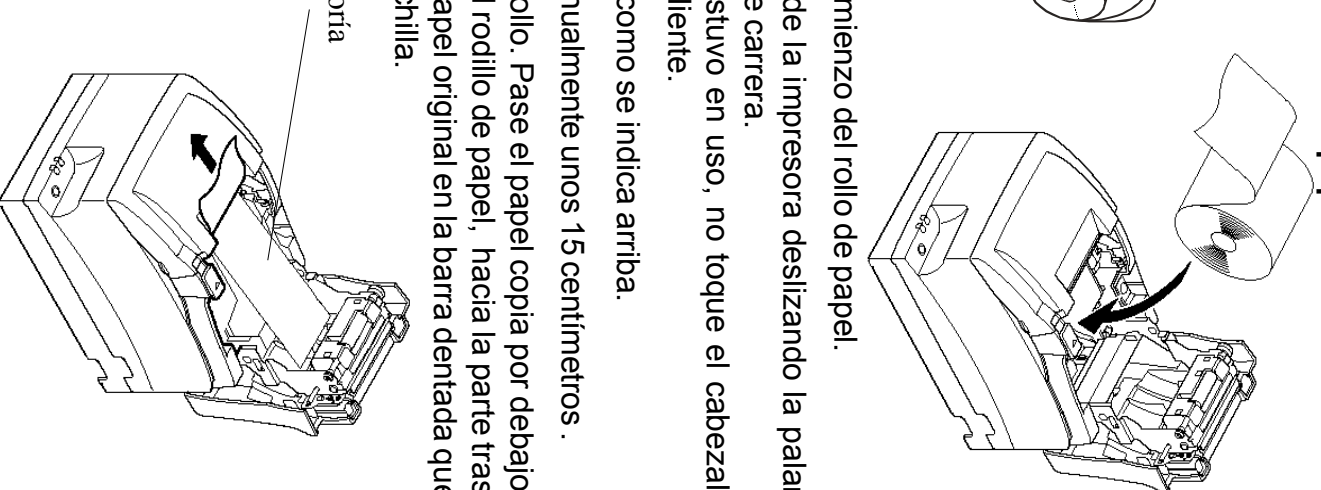 mienzo del rollo de papel.
de la impresora deslizando la palan
e carrera.
stuvo en uso, no toque el cabezal
liente.
como se indica arriba.
nualmente unos 15 centímetros .
ollo. Pase el papel copia por debajo
l rodillo de papel, hacia la parte tras
apel original en la barra dentada que
chilla.
oría